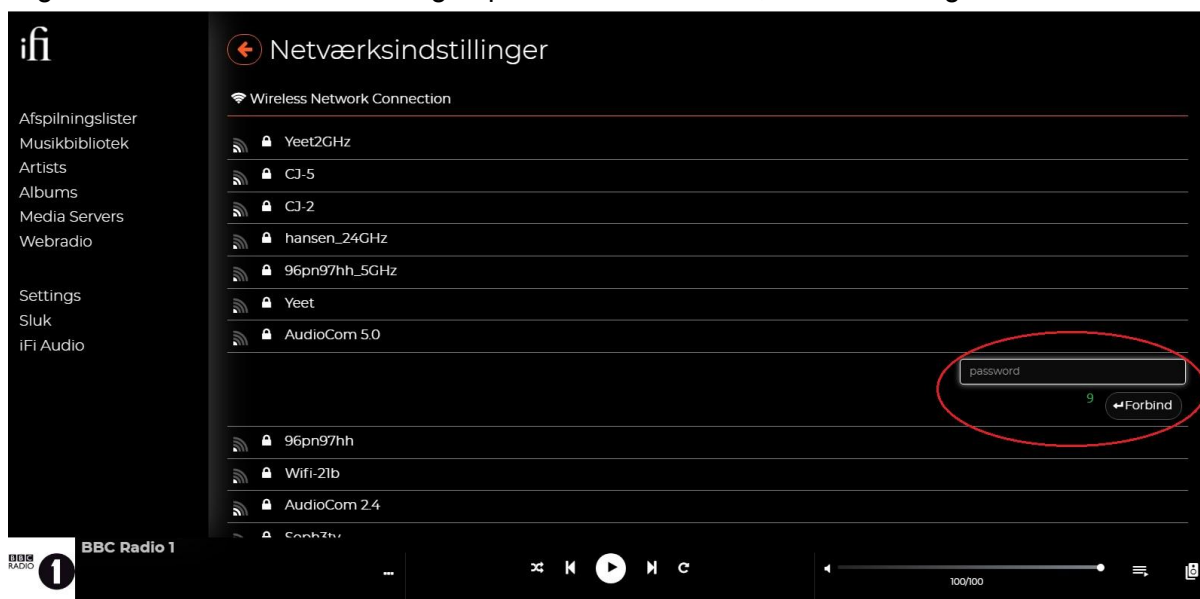 ifi
Netværksindstillinger
Wireless Network Connection
Afspilningslister
Musikbibliotek
Artists
Albums
Media Servers
Webradio
Settings
Sluk
iFi Audio
Yeet2GHz
CJ-5
CJ-2
hansen_24GHz
96pn97hh_5GHz
Yeet
AudioCom 5.0
password
9
Forbind
96pn97hh
Wifi-21b
AudioCom 2.4
BBC
RADIO
1
BBC Radio 1
...
100/100